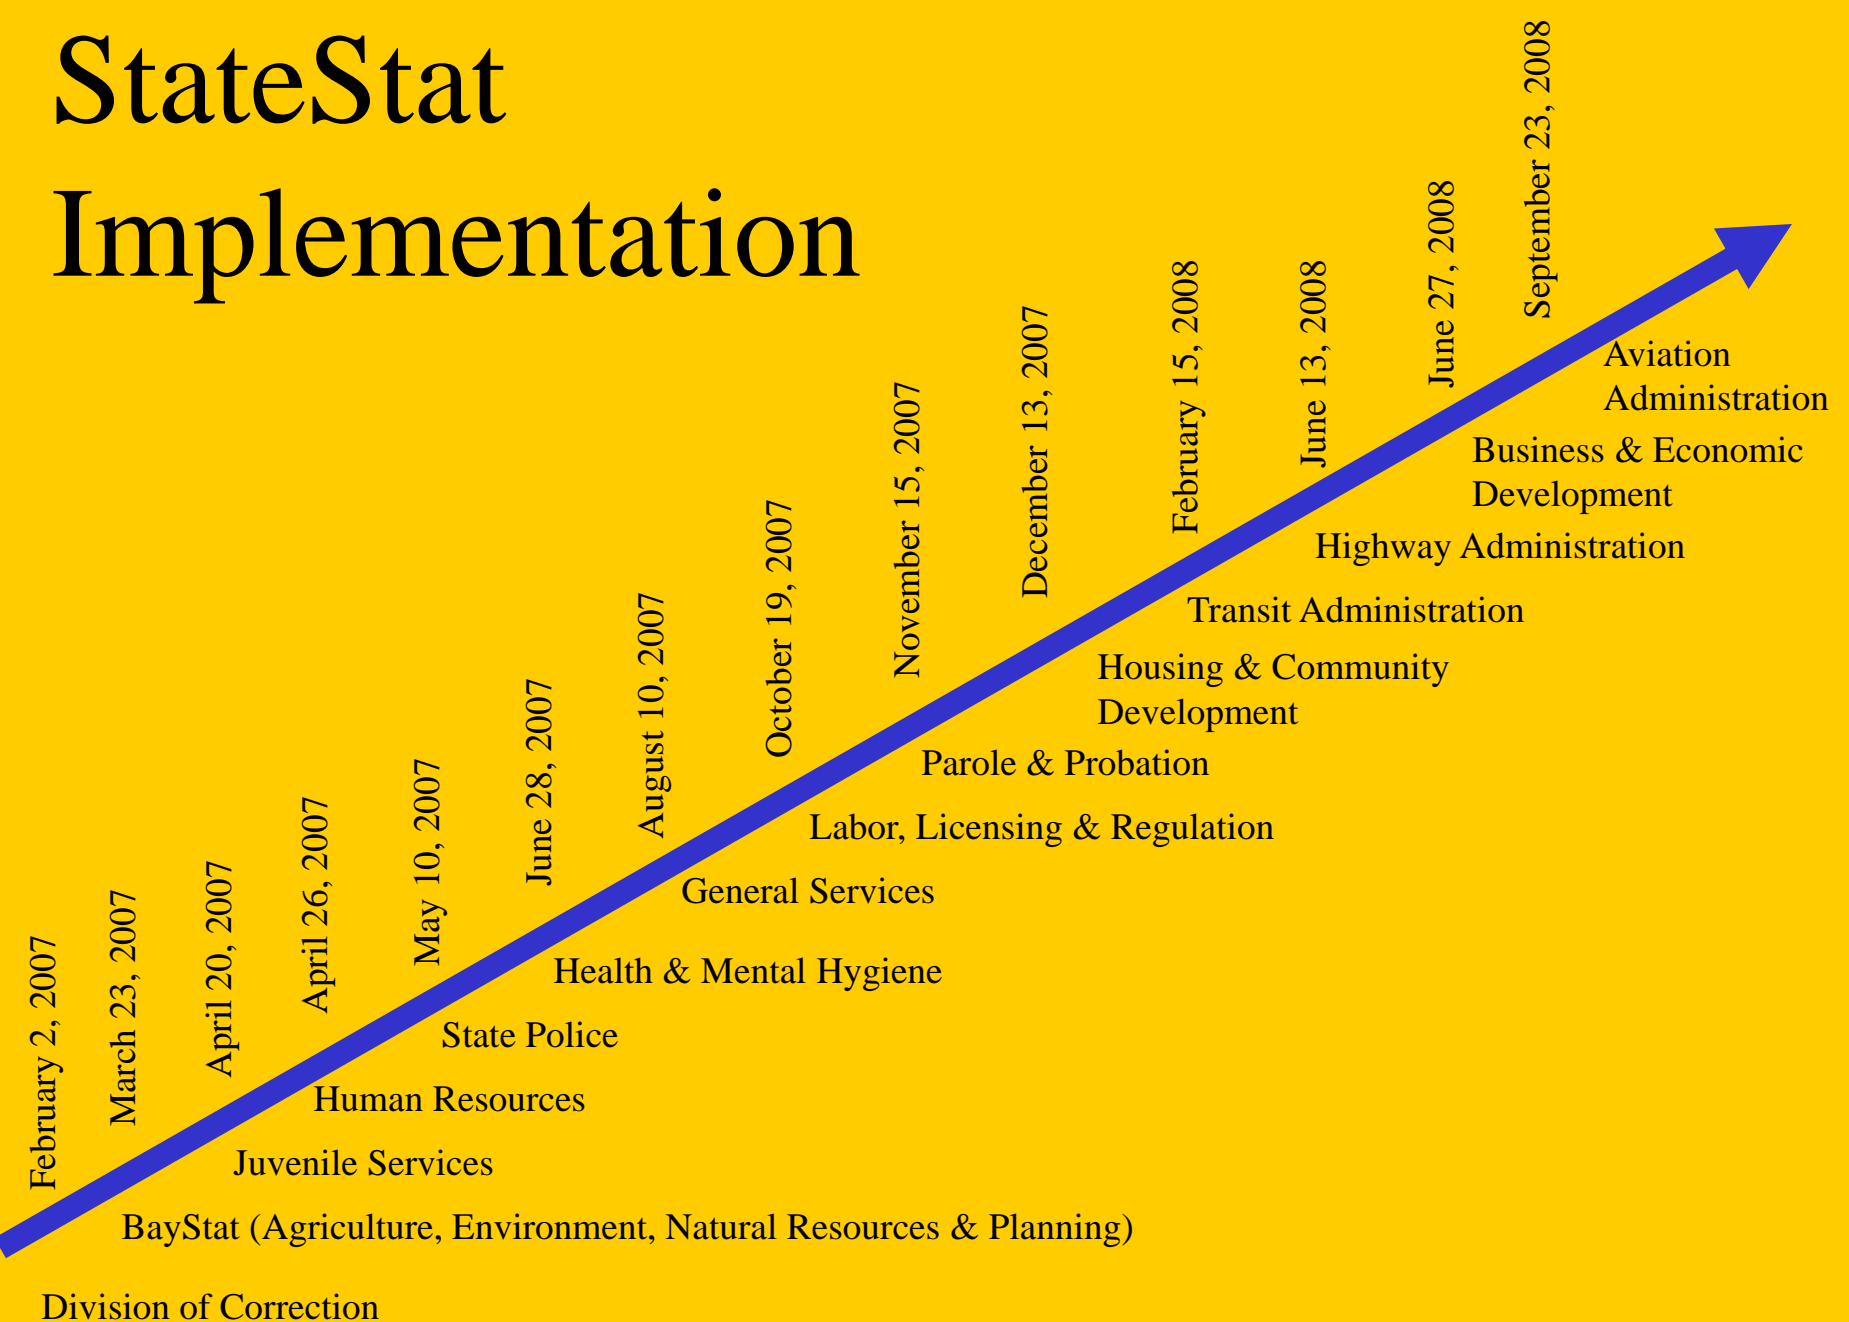 StateStat
Implementation
February 2, 2007
March 23, 2007
April 20, 2007
April 26, 2007
May 10, 2007
June 28, 2007
August 10, 2007
October 19, 2007
November 15, 2007
December 13, 2007
February 15, 2008
June 13, 2008
June 27, 2008
September 23, 2008
Aviation
Administration
Business & Economic
Development
Highway Administration
Transit Administration
Housing & Community
Development
Parole & Probation
Labor, Licensing & Regulation
General Services
Health & Mental Hygiene
State Police
Human Resources
Juvenile Services
BayStat (Agriculture, Environment, Natural Resources & Planning)
Division of Correction